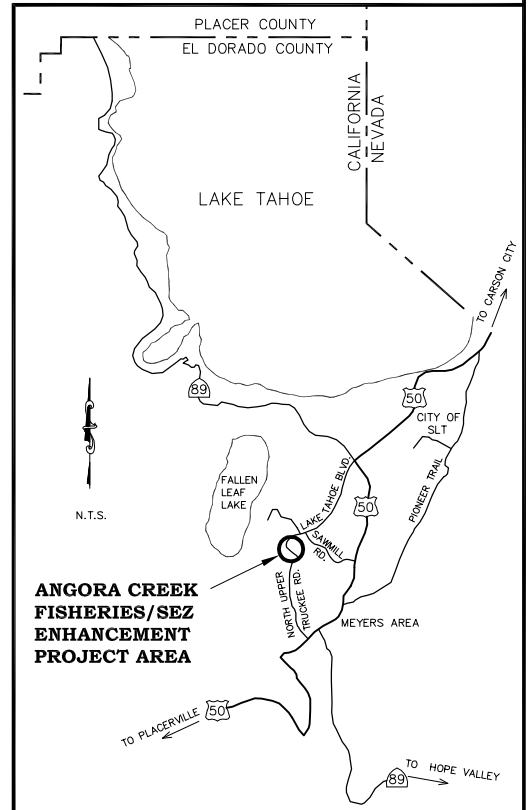 PLACER COUNTY
EL DORADO COUNTY
CALIFORNIA
NEVADA
LAKE TAHOE
TO CARSON CITY
89
50
CITY OF
SLT
PIONEER TRAIL
FALLEN
LEAF
LAKE
LAKE TAHOE BLVD.
50
SAWMILL
RD.
N.T.S.
NORTH UPPER
TRUCKEE RD.
MEYERS AREA
ANGORA CREEK
FISHERIES/SEZ
ENHANCEMENT
PROJECT AREA
50
TO PLACERVILLE
TO HOPE VALLEY
89